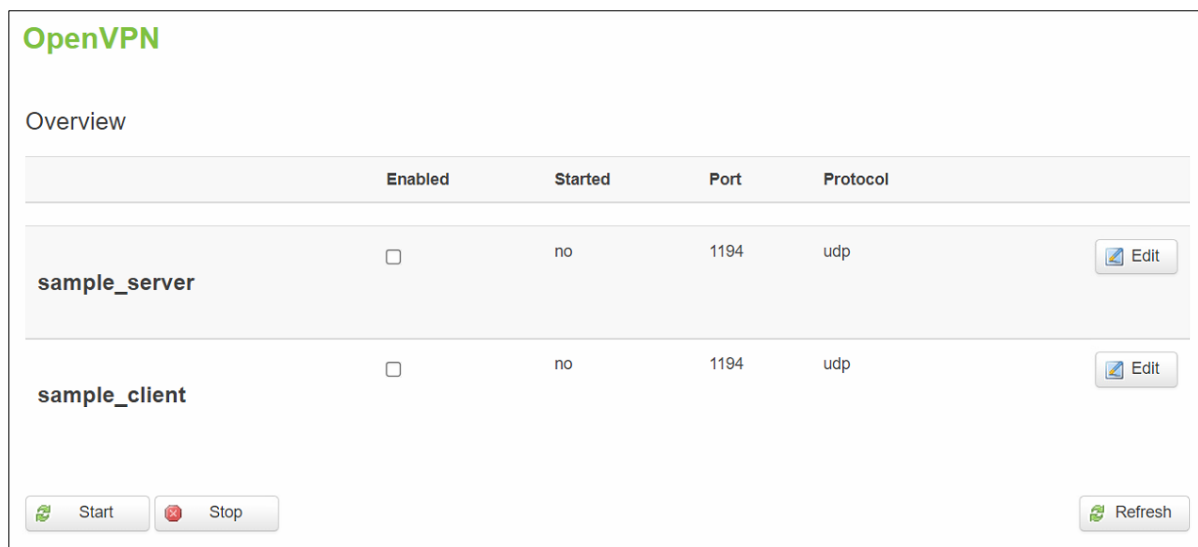 OpenVPN
Overview
Enabled Started Port Protocol
sample_server no 1194 udp Edit
sample_client no 1194 udp Edit
Start Stop Refresh